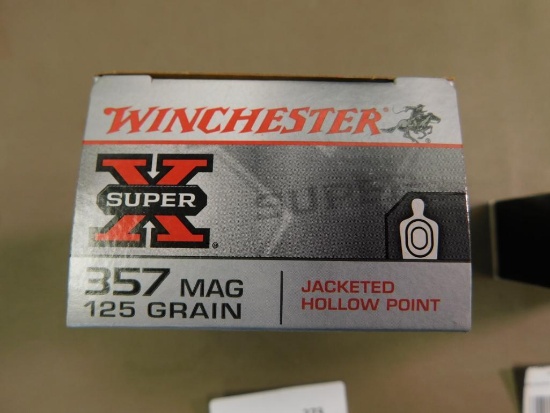 WINCHESTER
X
SUPER
357 MAG
125 GRAIN
JACKETED
HOLLOW POINT